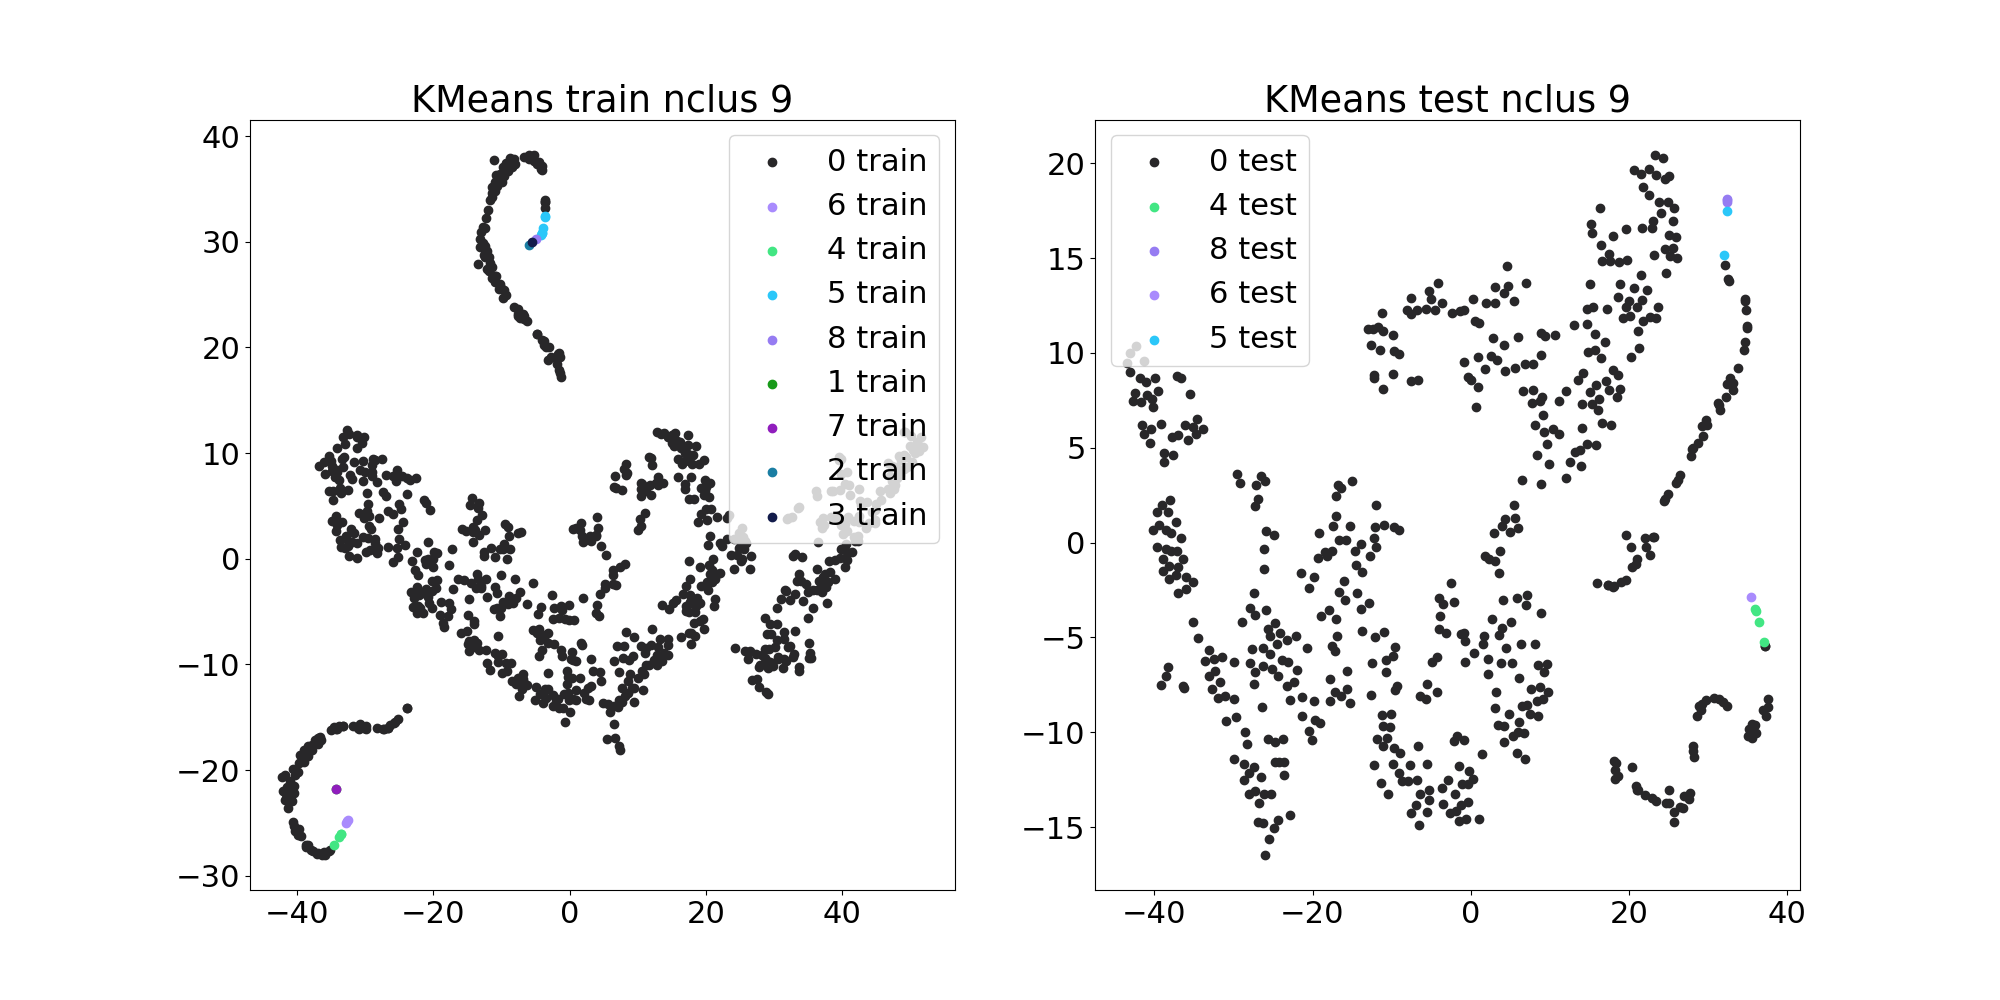 KMeans train nclus 9
40
30
20
10
0
−10
−20
−30
−40
−20
0
20
40
0 train
6 train
4 train
5 train
8 train
1 train
7 train
2 train
3 train
KMeans test nclus 9
20
15
10
5
0
−5
−10
−15
−40
−20
0
20
40
0 test
4 test
8 test
6 test
5 test